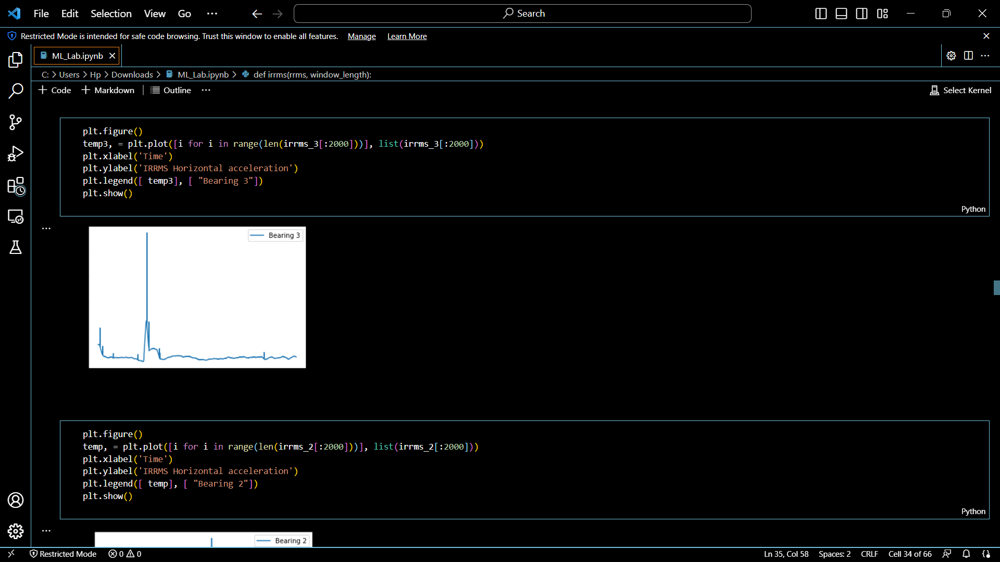 File Edit Selection View Go ··· Search
Restricted Mode is intended for safe code browsing. Trust this window to enable all features. Manage Learn More
ML_Lab.ipynb
C: > Users > Hp > Downloads > ML_Lab.ipynb > def irrms(rrms, window_length):
+ Code + Markdown Outline ··· Select Kernel
plt.figure()
temp3, = plt.plot([i for i in range(len(irrms_3[:2000]))], list(irrms_3[:2000]))
plt.xlabel('Time')
plt.ylabel('IRRMS Horizontal acceleration')
plt.legend([ temp3], [ "Bearing 3"])
plt.show()
Python
Bearing 3
plt.figure()
temp, = plt.plot([i for i in range(len(irrms_2[:2000]))], list(irrms_2[:2000]))
plt.xlabel('Time')
plt.ylabel('IRRMS Horizontal acceleration')
plt.legend([ temp], [ "Bearing 2"])
plt.show()
Python
Bearing 2
Restricted Mode 0 0 Ln 35, Col 58 Spaces: 2 CRLF Cell 34 of 66